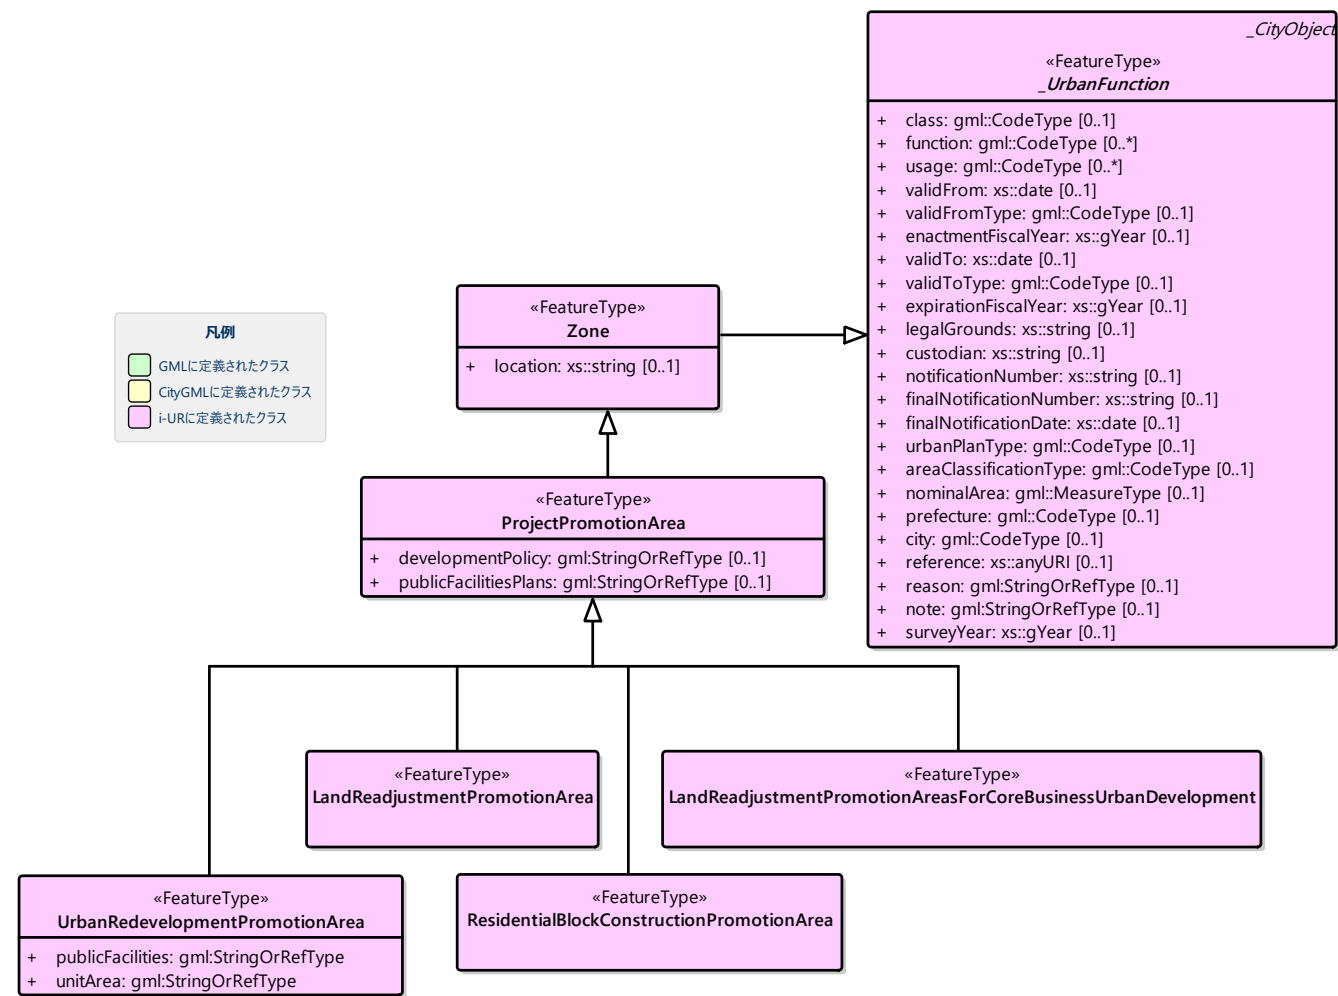 _CityObject
«FeatureType»
_UrbanFunction
+ class: gml::CodeType [0..1]
+ function: gml::CodeType [0..*]
+ usage: gml::CodeType [0..*]
+ validFrom: xs::date [0..1]
+ validFromType: gml::CodeType [0..1]
+ enactmentFiscalYear: xs::gYear [0..1]
+ validTo: xs::date [0..1]
+ validToType: gml::CodeType [0..1]
+ expirationFiscalYear: xs::gYear [0..1]
+ legalGrounds: xs::string [0..1]
+ custodian: xs::string [0..1]
+ notificationNumber: xs::string [0..1]
+ finalNotificationNumber: xs::string [0..1]
+ finalNotificationDate: xs::date [0..1]
+ urbanPlanType: gml::CodeType [0..1]
+ areaClassificationType: gml::CodeType [0..1]
+ nominalArea: gml::MeasureType [0..1]
+ prefecture: gml::CodeType [0..1]
+ city: gml::CodeType [0..1]
+ reference: xs::anyURI [0..1]
+ reason: gml:StringOrRefType [0..1]
+ note: gml:StringOrRefType [0..1]
+ surveyYear: xs::gYear [0..1]
«FeatureType»
Zone
+ location: xs::string [0..1]
凡例
GMLに定義されたクラス
CityGMLに定義されたクラス
i-URに定義されたクラス
«FeatureType»
ProjectPromotionArea
+ developmentPolicy: gml:StringOrRefType [0..1]
+ publicFacilitiesPlans: gml:StringOrRefType [0..1]
«FeatureType»
LandReadjustmentPromotionArea
«FeatureType»
LandReadjustmentPromotionAreasForCoreBusinessUrbanDevelopment
«FeatureType»
UrbanRedevelopmentPromotionArea
+ publicFacilities: gml:StringOrRefType
+ unitArea: gml:StringOrRefType
«FeatureType»
ResidentialBlockConstructionPromotionArea